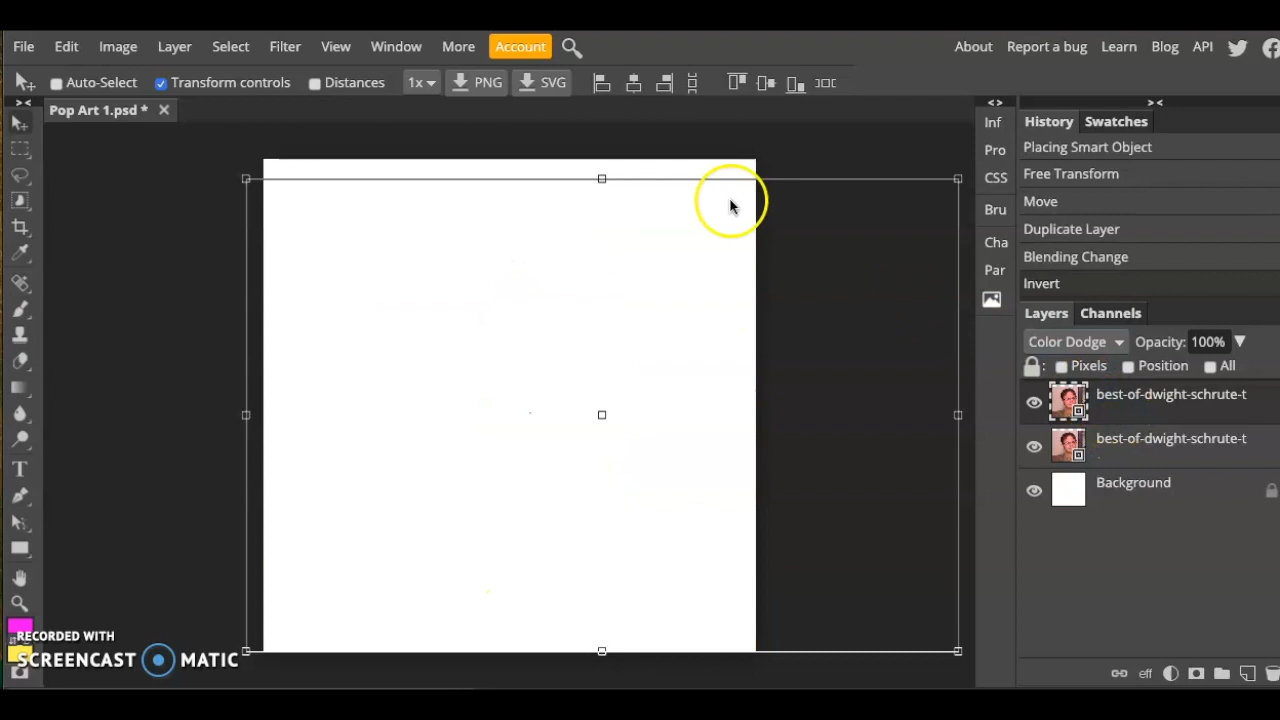 File Edit Image Layer Select Filter View Window More Account About Report a bug Learn Blog API
Auto-Select Transform controls Distances 1x PNG SVG
Pop Art 1.psd *
Inf
Pro
CSS
Bru
Cha
Par
History Swatches
Placing Smart Object
Free Transform
Move
Duplicate Layer
Blending Change
Invert
Layers Channels
Color Dodge Opacity: 100%
: Pixels Position All
best-of-dwight-schrute-t
best-of-dwight-schrute-t
Background
eff
RECORDED WITH
SCREENCAST MATIC